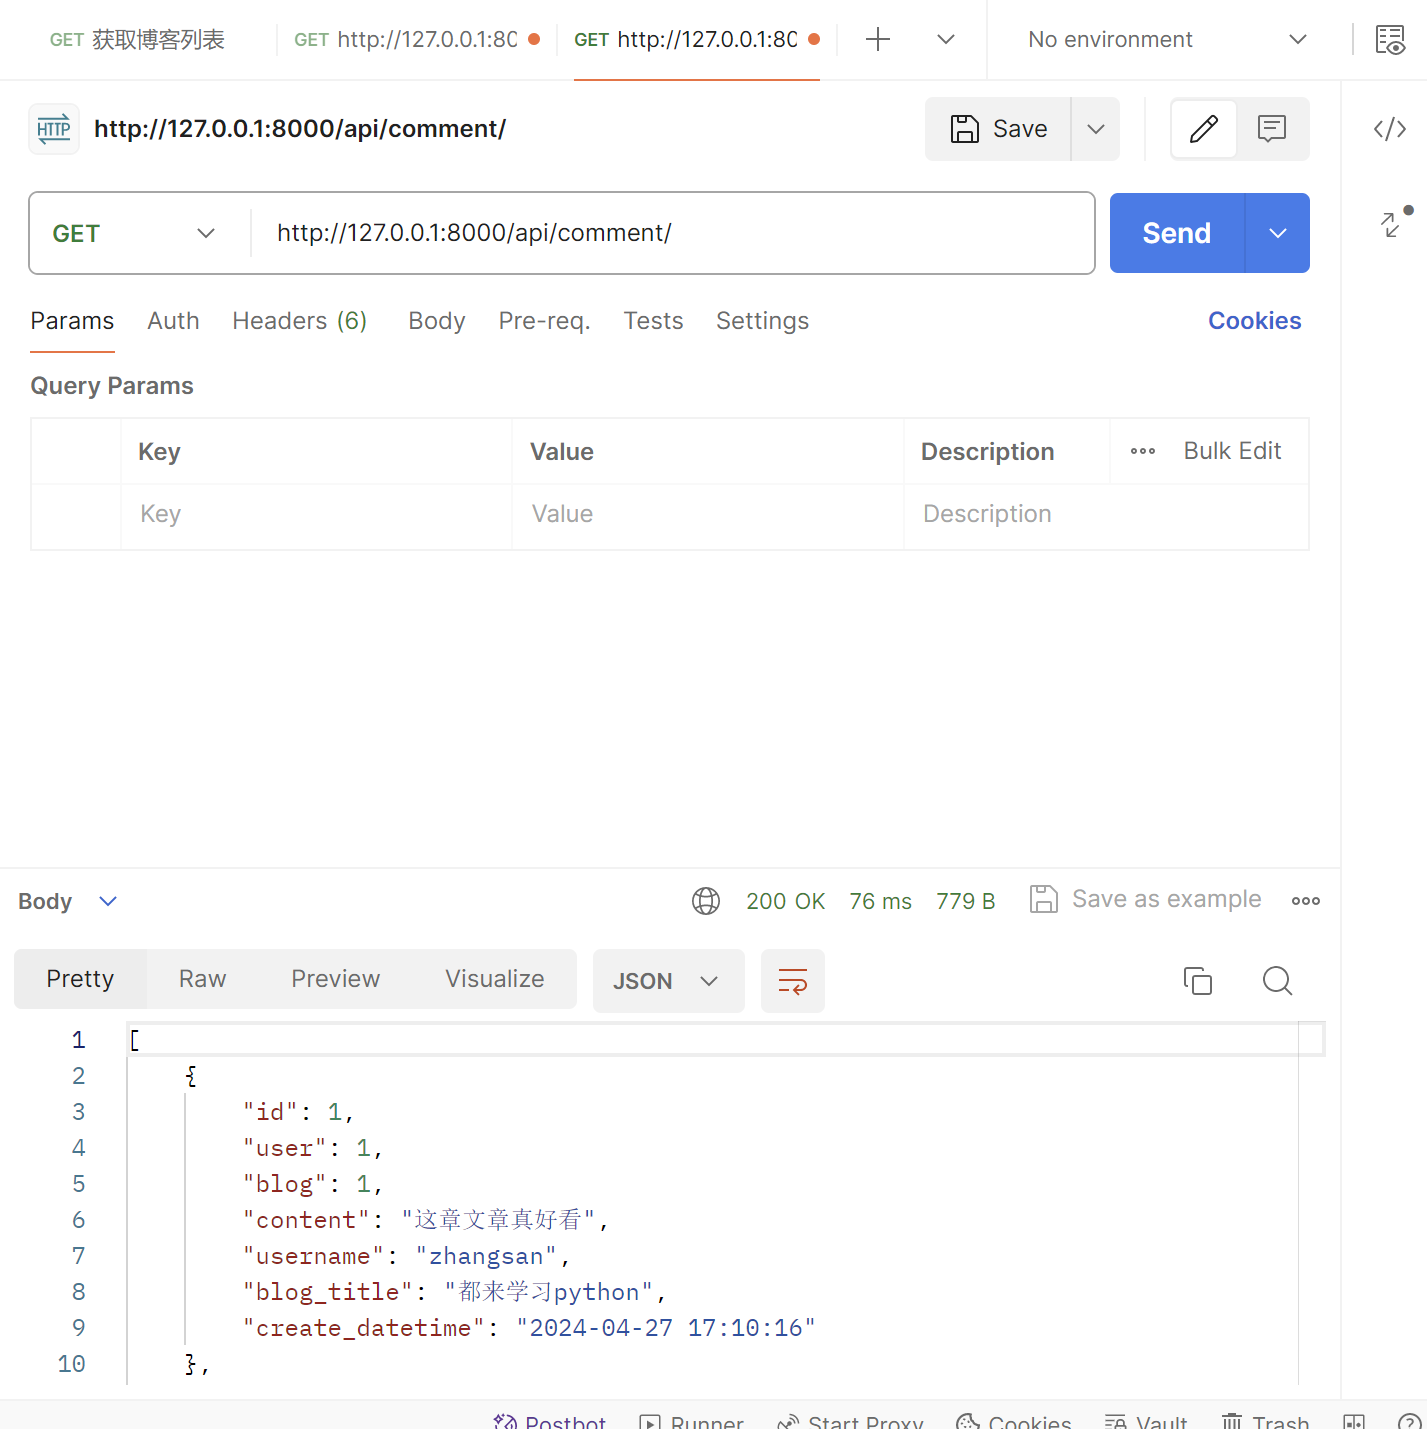 GET 获取博客列表 GET http://127.0.0.1:80 GET http://127.0.0.1:80 No environment
HTTP http://127.0.0.1:8000/api/comment/ Save
GET http://127.0.0.1:8000/api/comment/ Send
Params Auth Headers (6) Body Pre-req. Tests Settings Cookies
Query Params
Key Value Description Bulk Edit
Key Value Description
Body 200 OK 76 ms 779 B Save as example
Pretty Raw Preview Visualize JSON
1 [
2 {
3 "id": 1,
4 "user": 1,
5 "blog": 1,
6 "content": "这章文章真好看",
7 "username": "zhangsan",
8 "blog_title": "都来学习python",
9 "create_datetime": "2024-04-27 17:10:16"
10 },
Postbot Runner Start Proxy Cookies Vault Trash